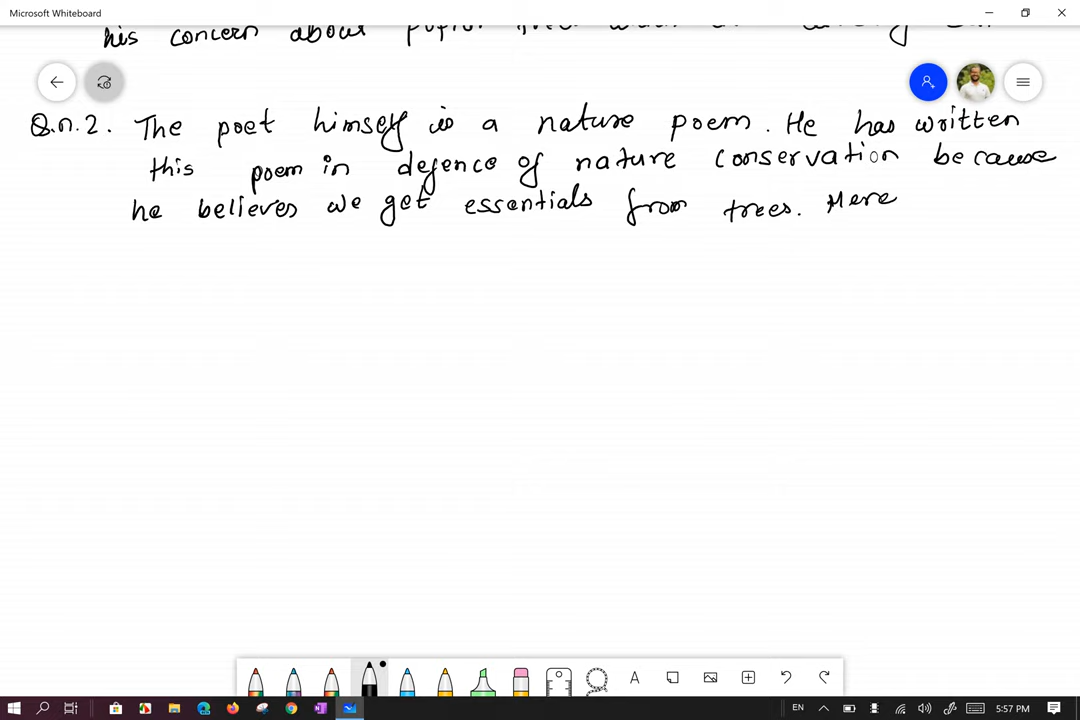 Microsoft Whiteboard
his concern about
Q.n.2. The poet himself is a nature poem. He has written
this poem in defence of nature conservation because
he believes we get essentials from trees. Here
A
EN
5:57 PM